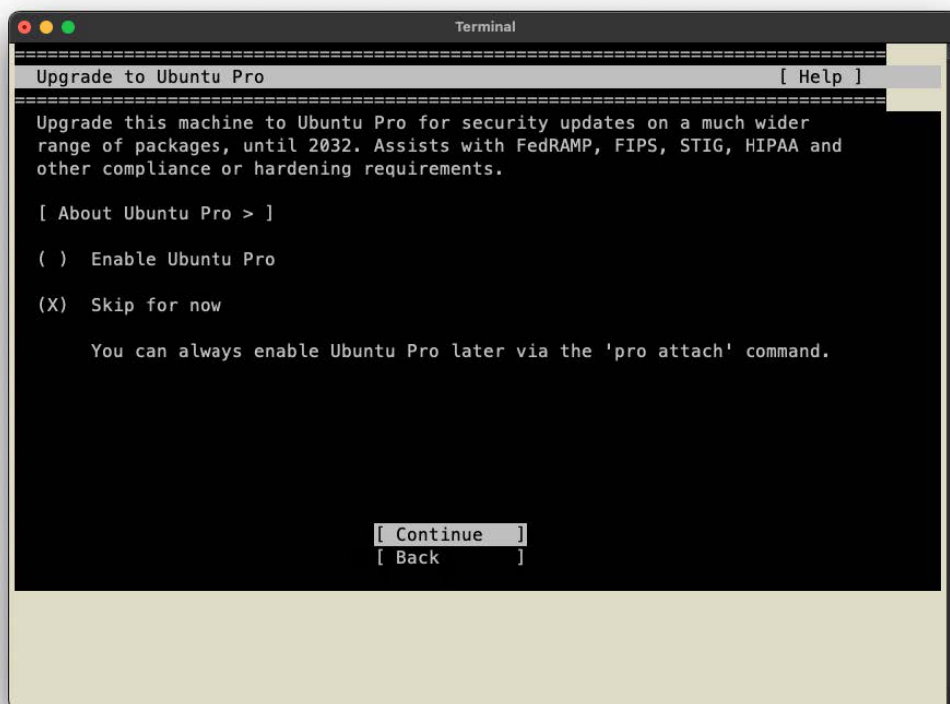 Terminal
================================================================================
Upgrade to Ubuntu Pro [ Help ]
================================================================================
Upgrade this machine to Ubuntu Pro for security updates on a much wider
range of packages, until 2032. Assists with FedRAMP, FIPS, STIG, HIPAA and
other compliance or hardening requirements.
[ About Ubuntu Pro > ]
( ) Enable Ubuntu Pro
(X) Skip for now
You can always enable Ubuntu Pro later via the 'pro attach' command.
[ Continue ]
[ Back ]